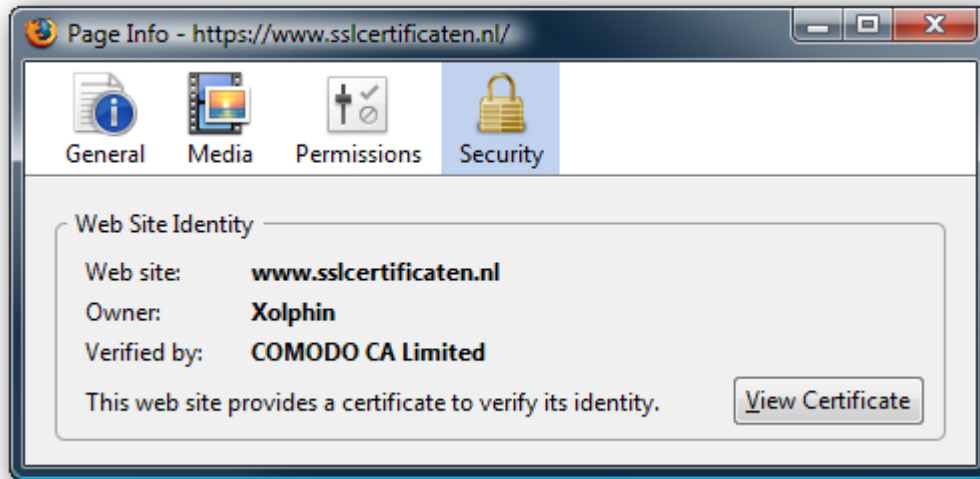 Page Info - https://www.sslcertificaten.nl/
General Media Permissions Security
Web Site Identity
Web site: www.sslcertificaten.nl
Owner: Xolphin
Verified by: COMODO CA Limited
This web site provides a certificate to verify its identity. View Certificate